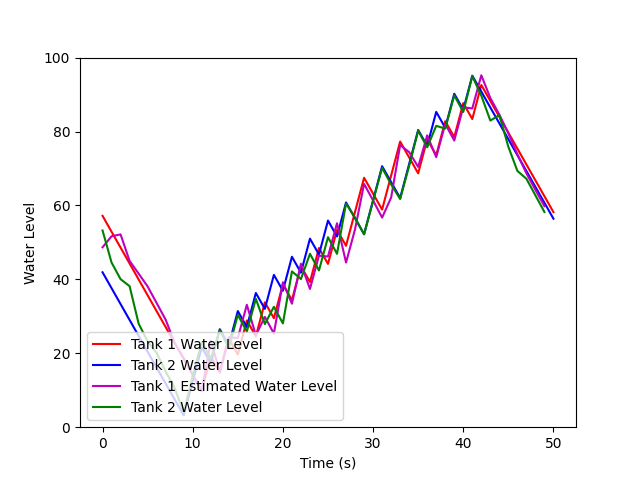 100
80
60
40
20
0
Water Level
Tank 1 Water Level
Tank 2 Water Level
Tank 1 Estimated Water Level
Tank 2 Water Level
0 10 20 30 40 50
Time (s)